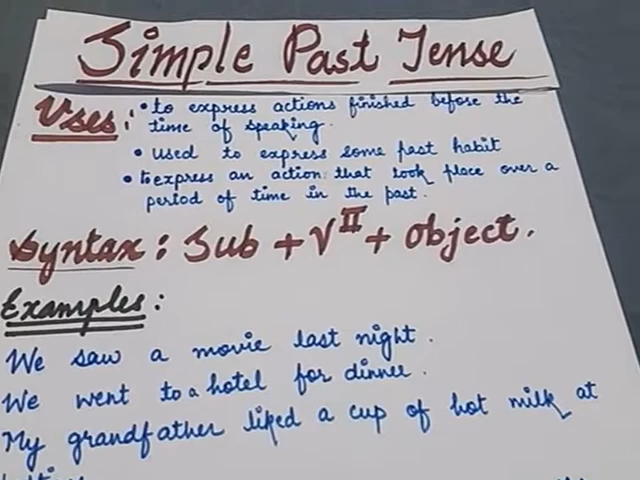 Simple Past Tense
Uses: • to express actions finished before the
time of speaking.
• used to express some past habit
• to express an action that took place over a
period of time in the past.
Syntax: Sub + V II + Object.
Examples:
We saw a movie last night.
We went to a hotel for dinner.
My grandfather liked a cup of hot milk at